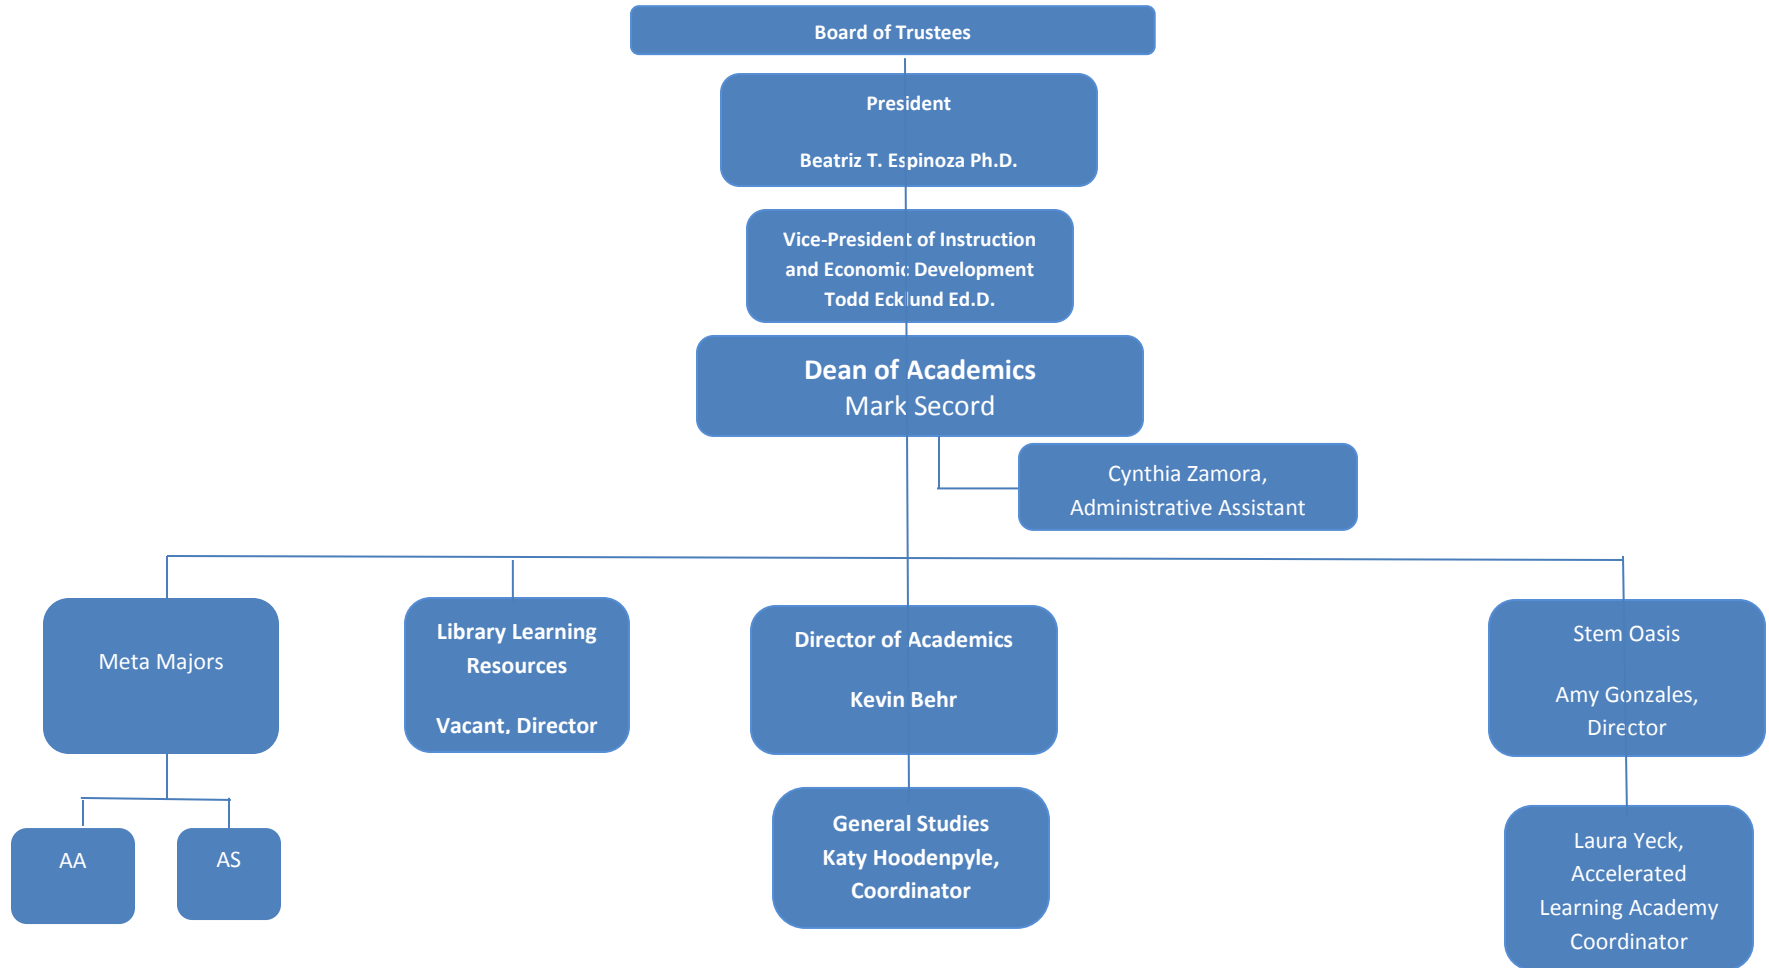 Board of Trustees
President
Beatriz T. Espinoza Ph.D.
Vice-President of Instruction
and Economic Development
Todd Ecklund Ed.D.
Dean of Academics
Mark Secord
Cynthia Zamora,
Administrative Assistant
Meta Majors
Library Learning
Resources
Vacant, Director
Director of Academics
Kevin Behr
Stem Oasis
Amy Gonzales,
Director
AA
AS
General Studies
Katy Hoodenpyle,
Coordinator
Laura Yeck,
Accelerated
Learning Academy
Coordinator